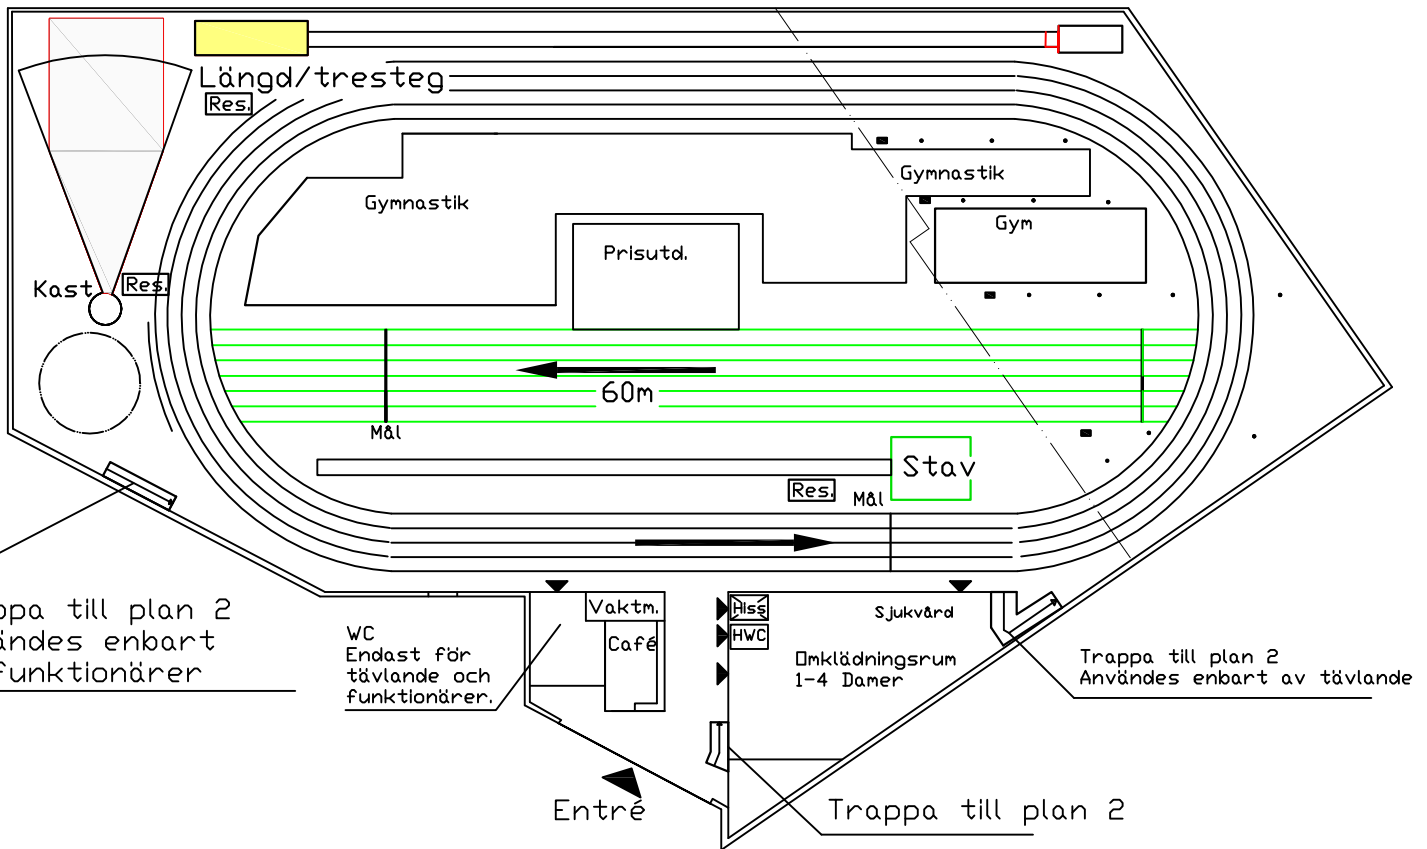 Längd/tresteg
Res.
Gymnastik
Gymnastik
Gym
Prisutd.
Kast
Res.
60m
Mål
Stav
Res.
Mål
till plan 2
enbart
funktionärer
WC
Endast för
tävlande och
funktionärer.
Vaktm.
Café
Hiss
HWC
Sjukvård
Omklädningsrum
1-4 Damer
Trappa till plan 2
Användes enbart av tävlande
Entré
Trappa till plan 2